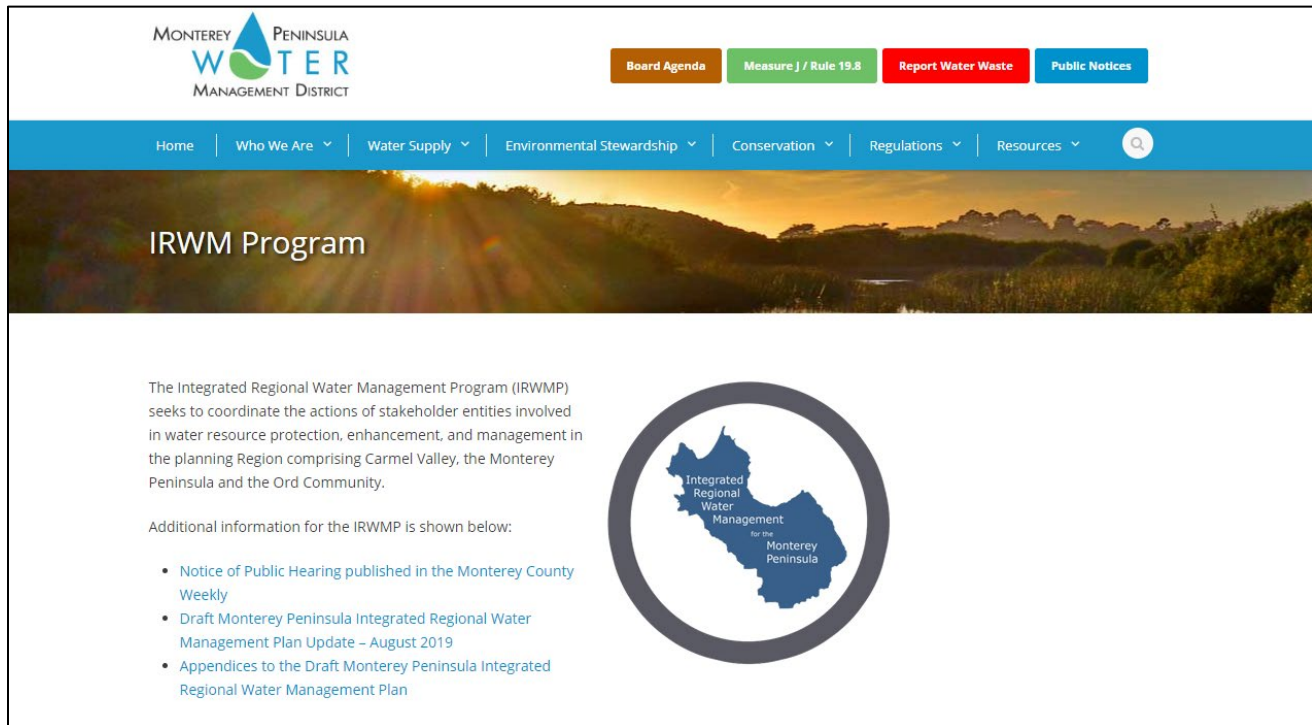 MONTEREY PENINSULA
WATER
MANAGEMENT DISTRICT
Board Agenda
Measure J / Rule 19.8
Report Water Waste
Public Notices
Home
Who We Are
Water Supply
Environmental Stewardship
Conservation
Regulations
Resources
IRWM Program
The Integrated Regional Water Management Program (IRWMP)
seeks to coordinate the actions of stakeholder entities involved
in water resource protection, enhancement, and management in
the planning Region comprising Carmel Valley, the Monterey
Peninsula and the Ord Community.
Additional information for the IRWMP is shown below:
• Notice of Public Hearing published in the Monterey County
Weekly
• Draft Monterey Peninsula Integrated Regional Water
Management Plan Update – August 2019
• Appendices to the Draft Monterey Peninsula Integrated
Regional Water Management Plan
Integrated
Regional
Water
Management
for the
Monterey
Peninsula